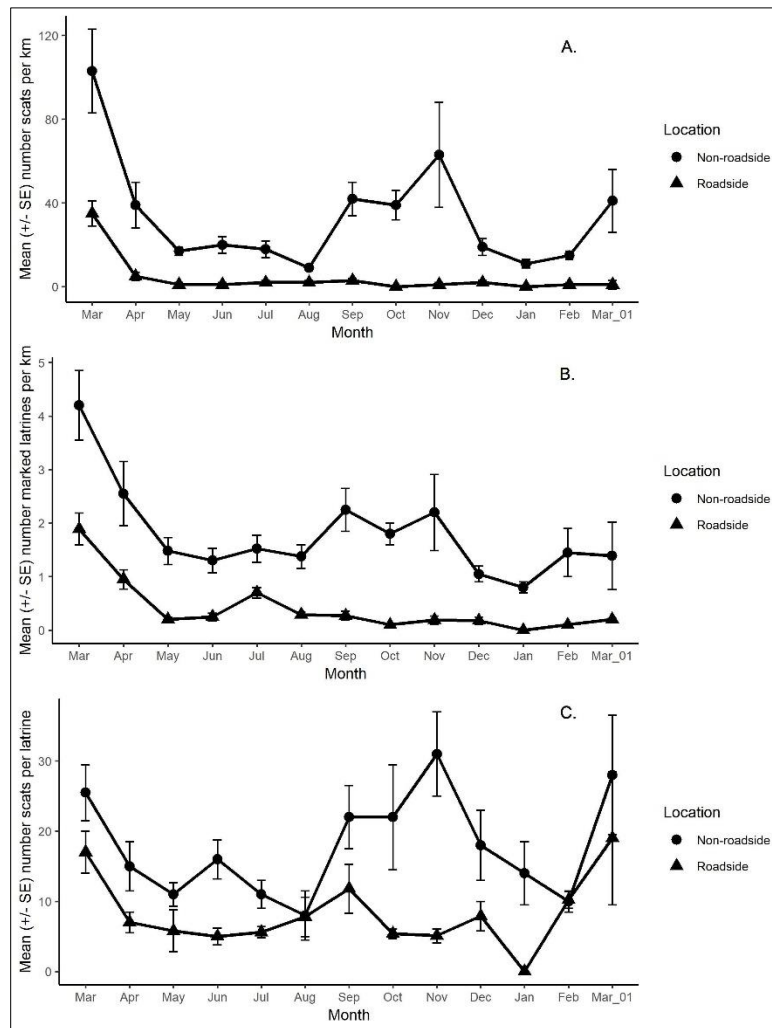 A.
Mean (+/- SE) number scats per km
120
80
40
0
Mar Apr May Jun Jul Aug Sep Oct Nov Dec Jan Feb Mar_01
Month
Location
Non-roadside
Roadside
B.
Mean (+/- SE) number marked latrines per km
5
4
3
2
1
0
Mar Apr May Jun Jul Aug Sep Oct Nov Dec Jan Feb Mar_01
Month
Location
Non-roadside
Roadside
C.
Mean (+/- SE) number scats per latrine
30
20
10
0
Mar Apr May Jun Jul Aug Sep Oct Nov Dec Jan Feb Mar_01
Month
Location
Non-roadside
Roadside